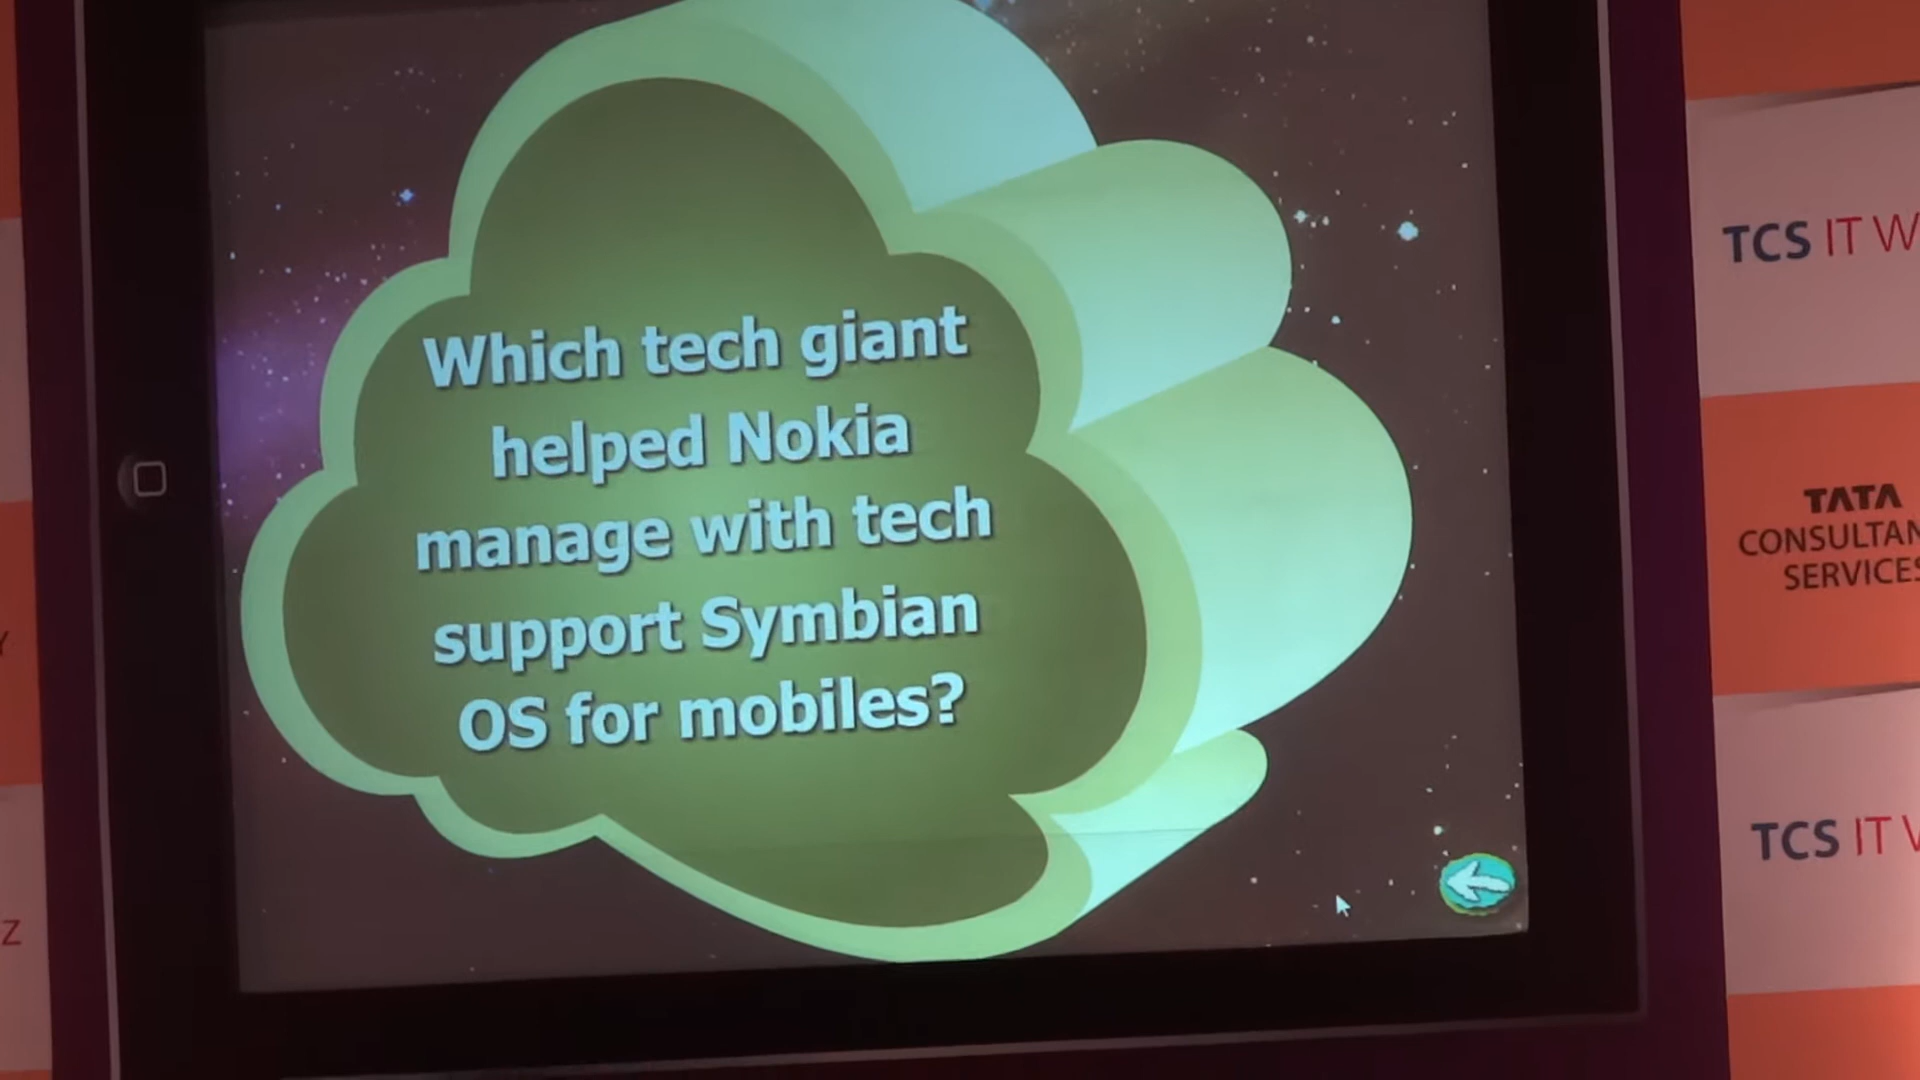 Which tech giant
helped Nokia
manage with tech
support Symbian
OS for mobiles?
TCS IT W
TATA
CONSULTAN
SERVICES
TCS IT
Y
Z